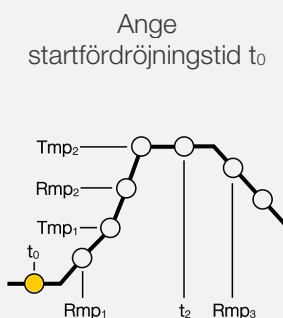 Ange
startfördröjningstid t₀
Tmp₂
Rmp₂
Tmp₁
t₀
Rmp₁
t₂
Rmp₃